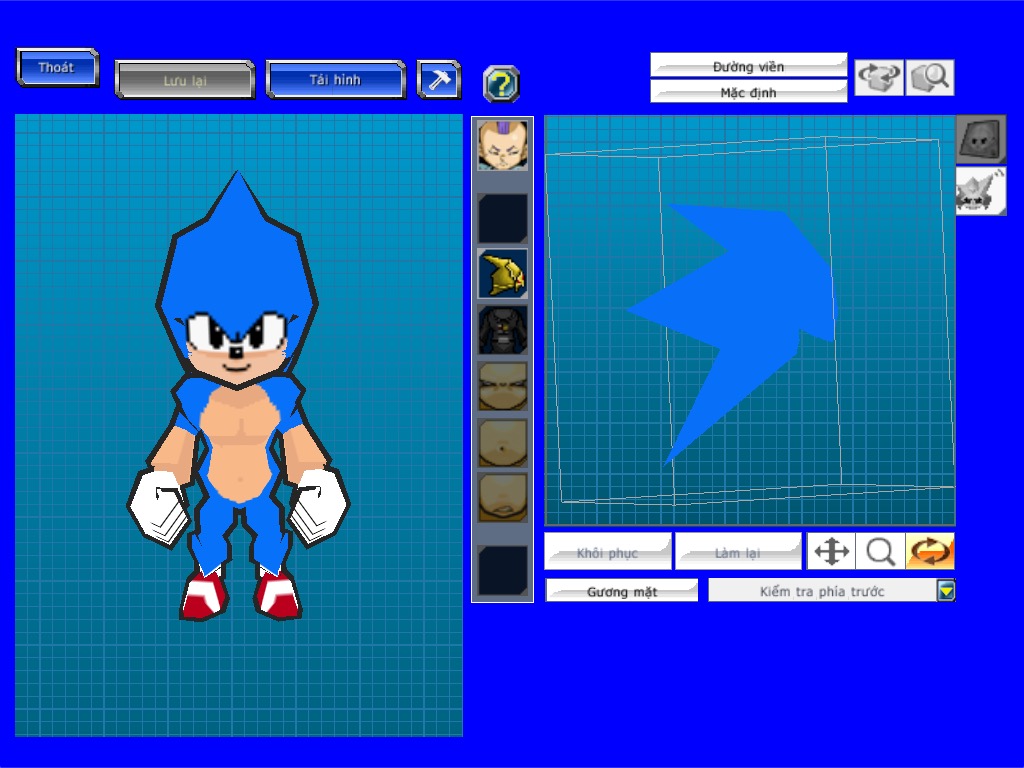 Thoát
Lưu lại
Tải hình
Đường viền
Mặc định
Khôi phục
Làm lại
Gương mặt
Kiểm tra phía trước